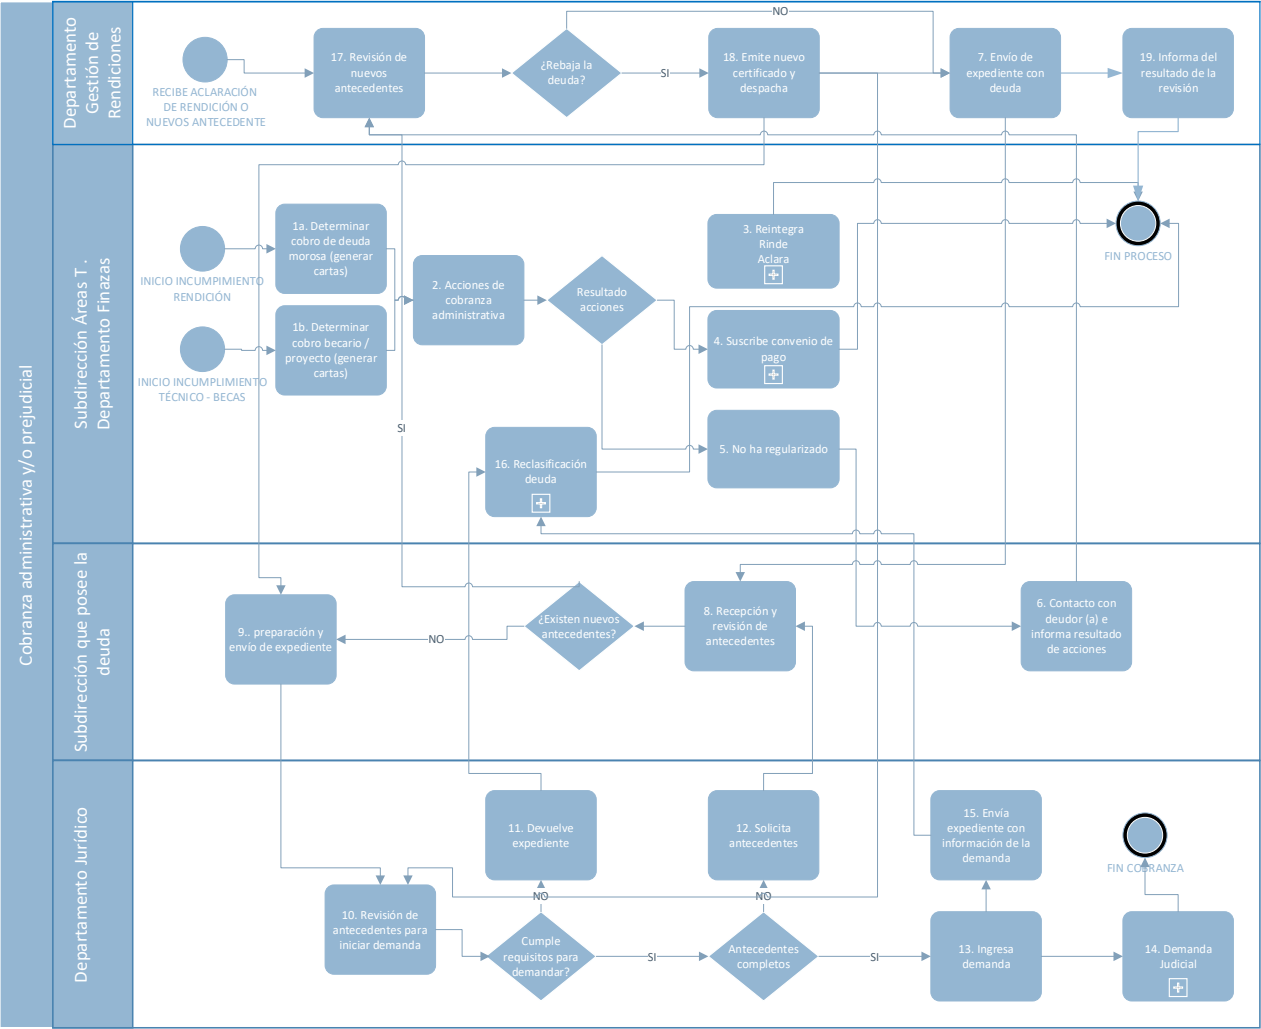 Cobranza administrativa y/o prejudicial
Departamento
Gestión de
Rendiciones
RECIBE ACLARACIÓN
DE RENDICIÓN O
NUEVOS ANTECEDENTE
17. Revisión de
nuevos
antecedentes
¿Rebaja la
deuda?
NO
SI
18. Emite nuevo
certificado y
despacha
7. Envío de
expediente con
deuda
19. Informa del
resultado de la
revisión
Subdirección Áreas T .
Departamento Finazas
INICIO INCUMPIMIENTO
RENDICIÓN
1a. Determinar
cobro de deuda
morosa (generar
cartas)
INICIO INCUMPLIMIENTO
TÉCNICO - BECAS
1b. Determinar
cobro becario /
proyecto (generar
cartas)
2. Acciones de
cobranza
administrativa
Resultado
acciones
3. Reintegra
Rinde
Aclara
4. Suscribe convenio de
pago
5. No ha regularizado
FIN PROCESO
SI
16. Reclasificación
deuda
Subdirección que posee la
deuda
9.. preparación y
envío de expediente
NO
¿Existen nuevos
antecedentes?
8. Recepción y
revisión de
antecedentes
6. Contacto con
deudor (a) e
informa resultado
de acciones
Departamento Jurídico
10. Revisión de
antecedentes para
iniciar demanda
11. Devuelve
expediente
NO
Cumple
requisitos para
demandar?
SI
12. Solicita
antecedentes
NO
Antecedentes
completos
SI
15. Envía
expediente con
información de la
demanda
13. Ingresa
demanda
14. Demanda
Judicial
FIN COBRANZA